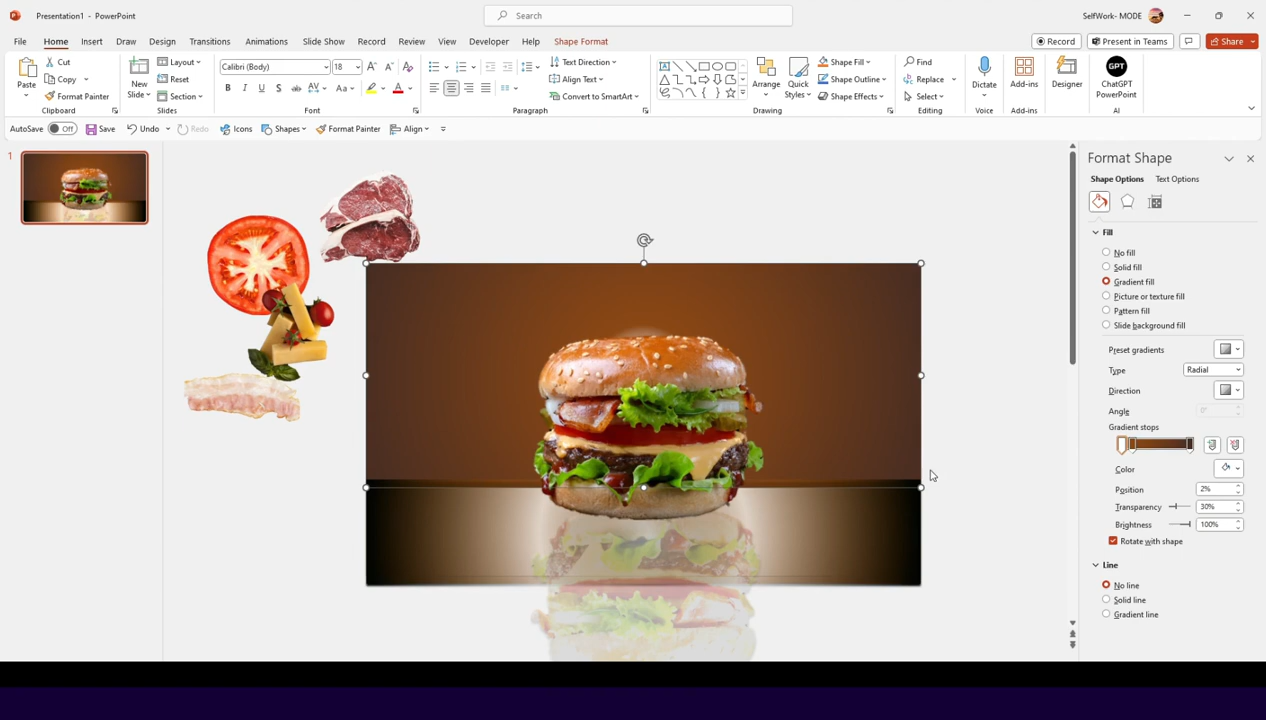 Presentation1 - PowerPoint
Search
SelfWork- MODE
File Home Insert Draw Design Transitions Animations Slide Show Record Review View Developer Help Shape Format
Record Present in Teams Share
Paste
Cut
Copy
Format Painter
Clipboard
New Slide
Layout
Reset
Section
Slides
Calibri (Body) 18
B I U S AV Aa A
Font
Paragraph
Text Direction
Align Text
Convert to SmartArt
Arrange
Quick Styles
Shape Fill
Shape Outline
Shape Effects
Drawing
Find
Replace
Select
Editing
Dictate
Voice
Add-ins
Add-ins
Designer
GPT
ChatGPT PowerPoint
AI
AutoSave Off Save Undo Redo Icons Shapes Format Painter Align
1
Format Shape
Shape Options Text Options
Fill
No fill
Solid fill
Gradient fill
Picture or texture fill
Pattern fill
Slide background fill
Preset gradients
Type Radial
Direction
Angle 0°
Gradient stops
Color
Position 2%
Transparency 30%
Brightness 100%
Rotate with shape
Line
No line
Solid line
Gradient line